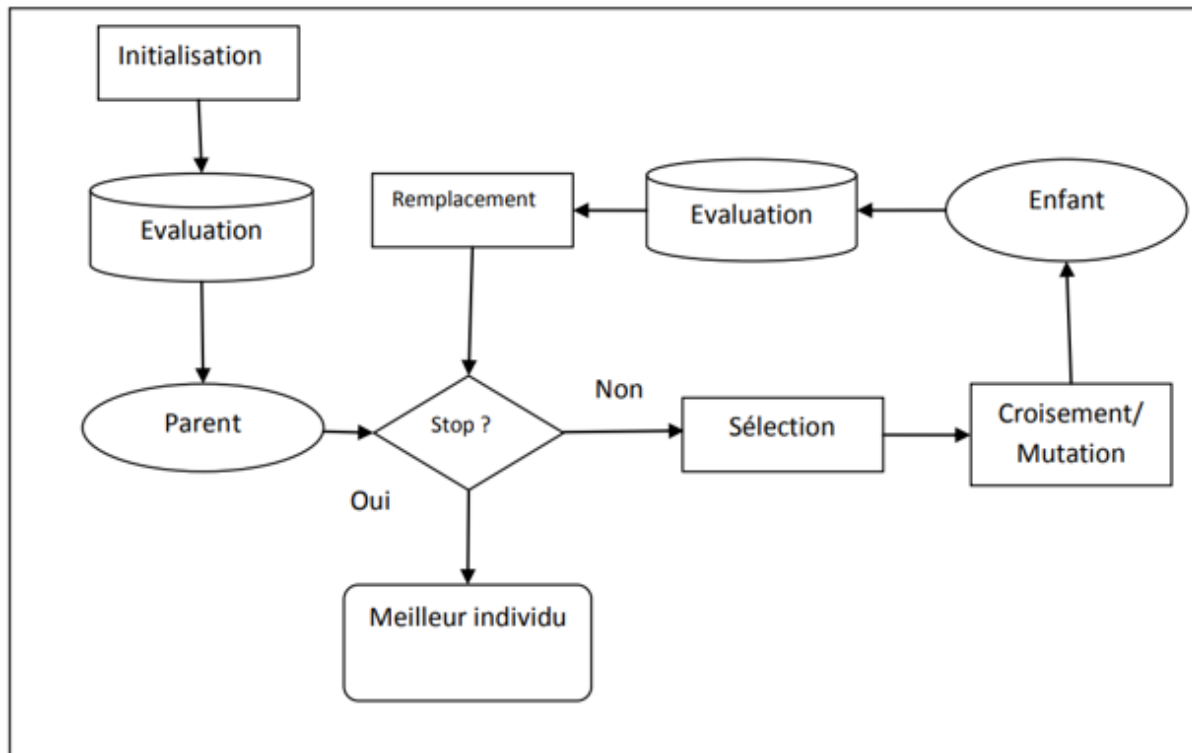 Initialisation
Evaluation
Parent
Remplacement
Evaluation
Enfant
Stop ?
Non
Sélection
Croisement/
Mutation
Oui
Meilleur individu